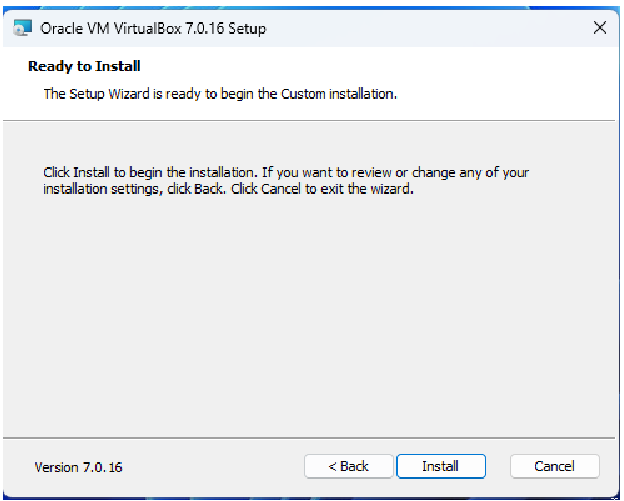 Oracle VM VirtualBox 7.0.16 Setup
Ready to Install
The Setup Wizard is ready to begin the Custom installation.
Click Install to begin the installation. If you want to review or change any of your
installation settings, click Back. Click Cancel to exit the wizard.
Version 7.0.16
< Back
Install
Cancel